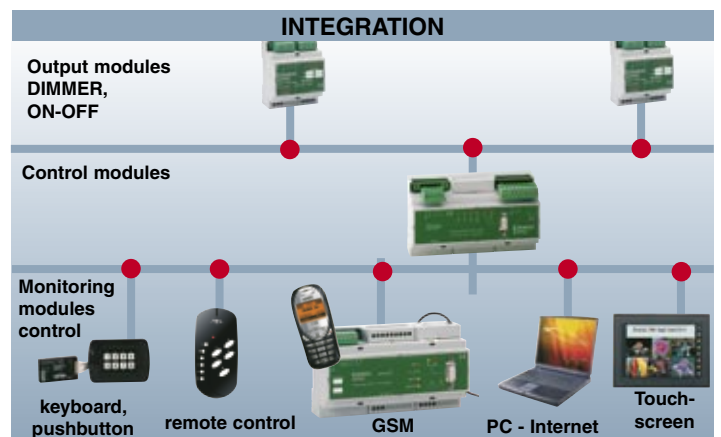 INTEGRATION
Output modules
DIMMER,
ON-OFF
Control modules
Monitoring
modules
control
keyboard,
pushbutton
remote control
GSM
PC - Internet
Touch-
screen